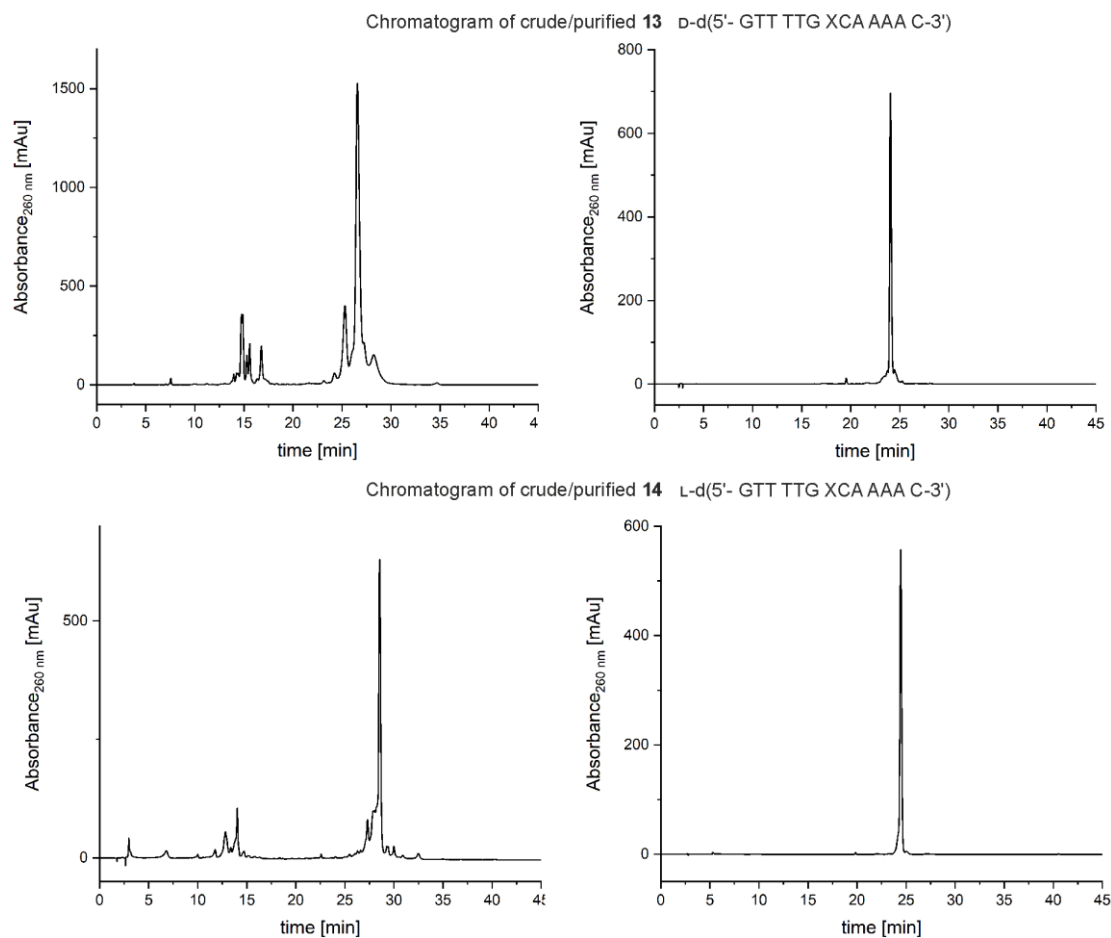 Chromatogram of crude/purified 13 D-d(5'- GTT TTG XCA AAA C-3')
1500
1000
500
0
Absorbance260 nm [mAu]
0 5 10 15 20 25 30 35 40 45
time [min]
800
600
400
200
0
Absorbance260 nm [mAu]
0 5 10 15 20 25 30 35 40 45
time [min]
Chromatogram of crude/purified 14 L-d(5'- GTT TTG XCA AAA C-3')
500
0
Absorbance260 nm [mAu]
0 5 10 15 20 25 30 35 40 45
time [min]
600
400
200
0
Absorbance260 nm [mAu]
0 5 10 15 20 25 30 35 40 45
time [min]